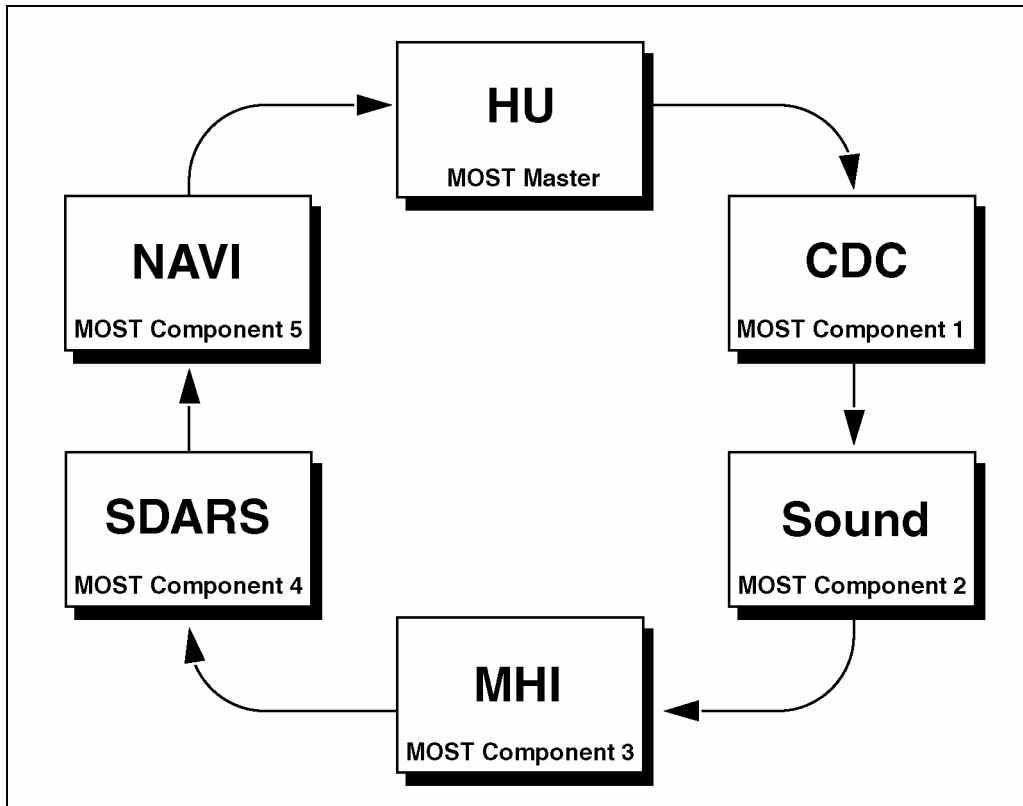 HU
MOST Master
CDC
MOST Component 1
Sound
MOST Component 2
MHI
MOST Component 3
SDARS
MOST Component 4
NAVI
MOST Component 5